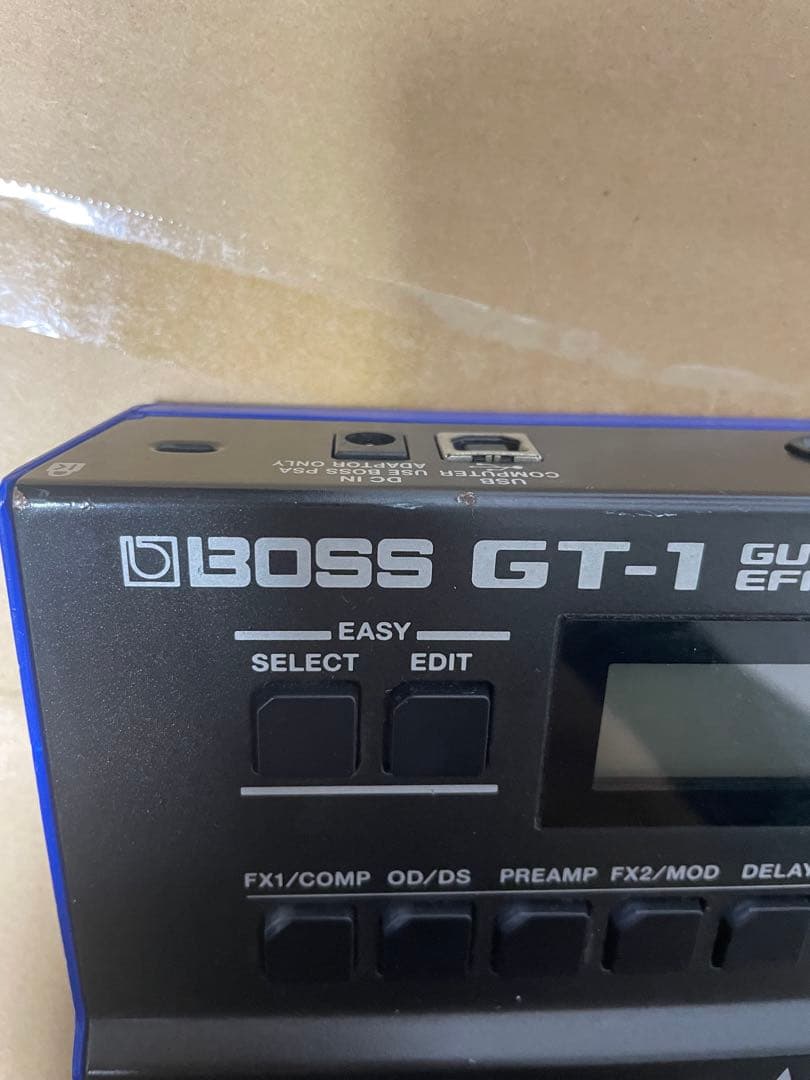 DC IN
USE BOSS PSA
ADAPTOR ONLY
USB
COMPUTER
BOSS GT-1
EASY
SELECT EDIT
FX1/COMP OD/DS PREAMP FX2/MOD DELAY